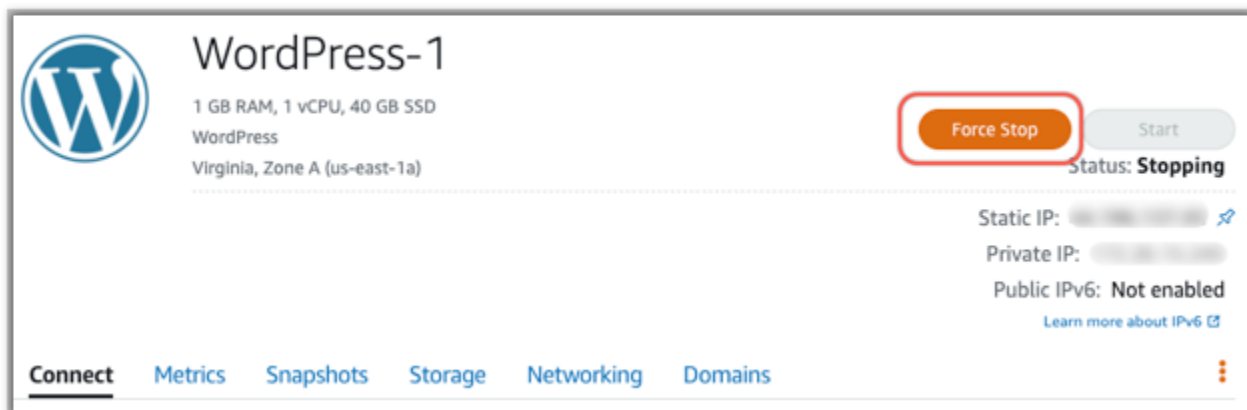 WordPress-1
1 GB RAM, 1 vCPU, 40 GB SSD
WordPress
Virginia, Zone A (us-east-1a)
Force Stop
Start
Status: Stopping
Static IP:
Private IP:
Public IPv6: Not enabled
Learn more about IPv6
Connect
Metrics
Snapshots
Storage
Networking
Domains